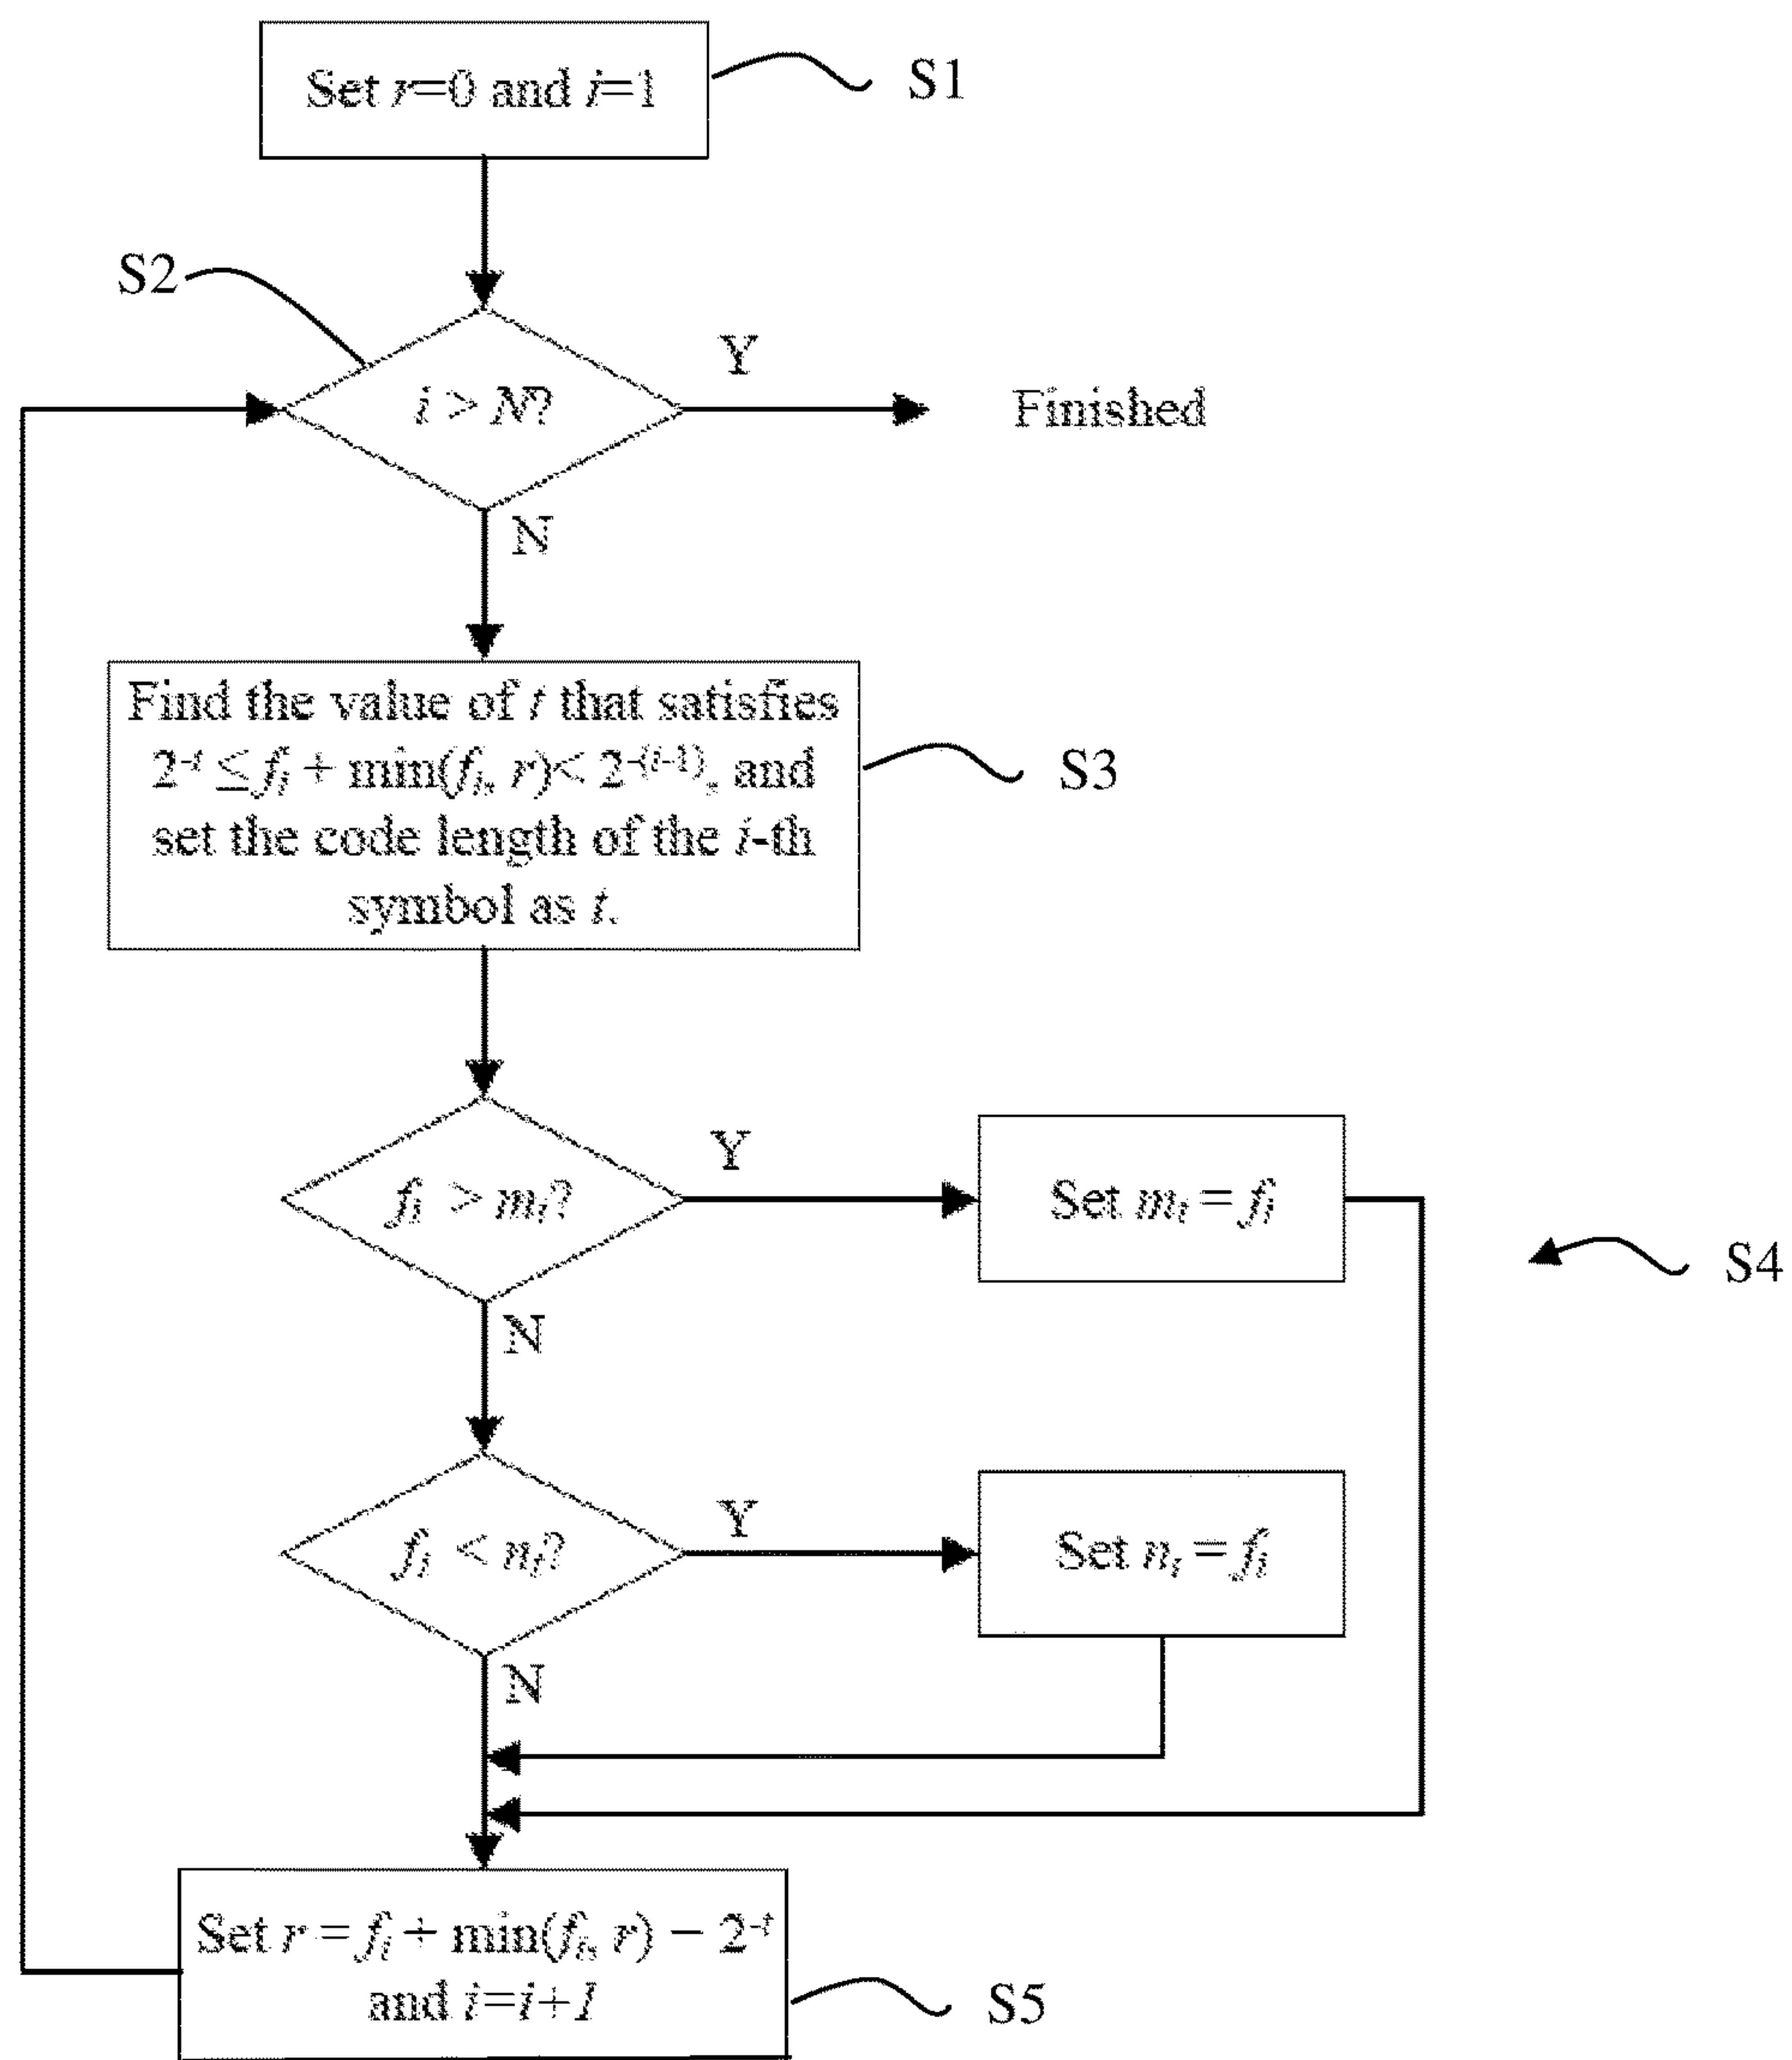 Set r=0 and i=1
S1
S2
i > N?
Y
Finished
N
Find the value of t that satisfies
2^-t ≤ f_i + min(f_i, r)< 2^-(t-1), and
set the code length of the i-th
symbol as t.
S3
f_i > m_t?
Y
Set m_t = f_i
S4
N
f_i < n_t?
Y
Set n_t = f_i
N
Set r = f_i + min(f_i, r) − 2^-t
and i=i+1
S5